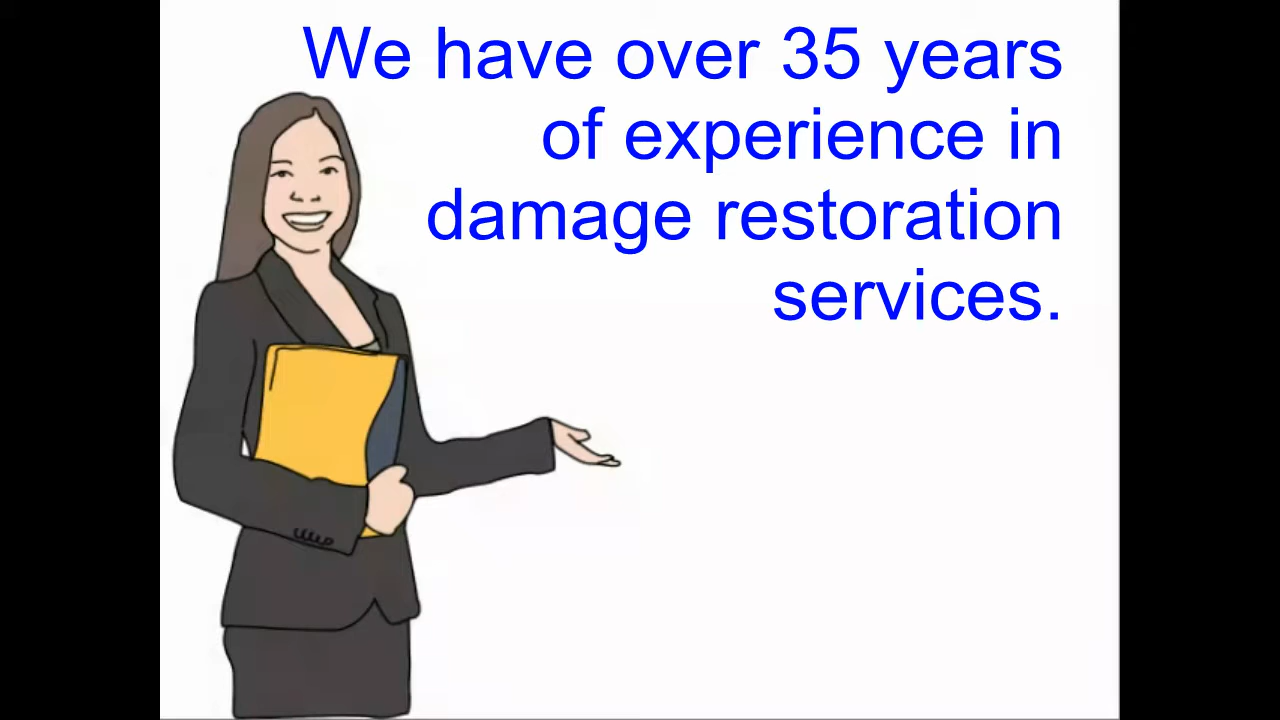 We have over 35 years
of experience in
damage restoration
services.